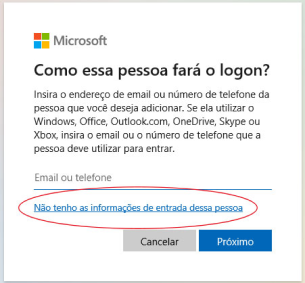 Microsoft
Como essa pessoa fará o logon?
Insira o endereço de email ou número de telefone da
pessoa que você deseja adicionar. Se ela utilizar o
Windows, Office, Outlook.com, OneDrive, Skype ou
Xbox, insira o email ou o número de telefone que a
pessoa deve utilizar para entrar.
Email ou telefone
Não tenho as informações de entrada dessa pessoa
Cancelar Próximo